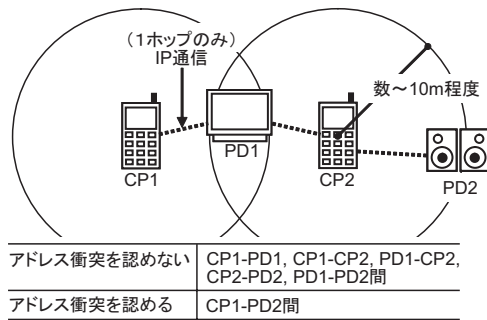 (1ホップのみ)
IP通信
数〜10m程度
CP1
PD1
CP2
PD2
アドレス衝突を認めない
CP1-PD1, CP1-CP2, PD1-CP2,
CP2-PD2, PD1-PD2間
アドレス衝突を認める
CP1-PD2間